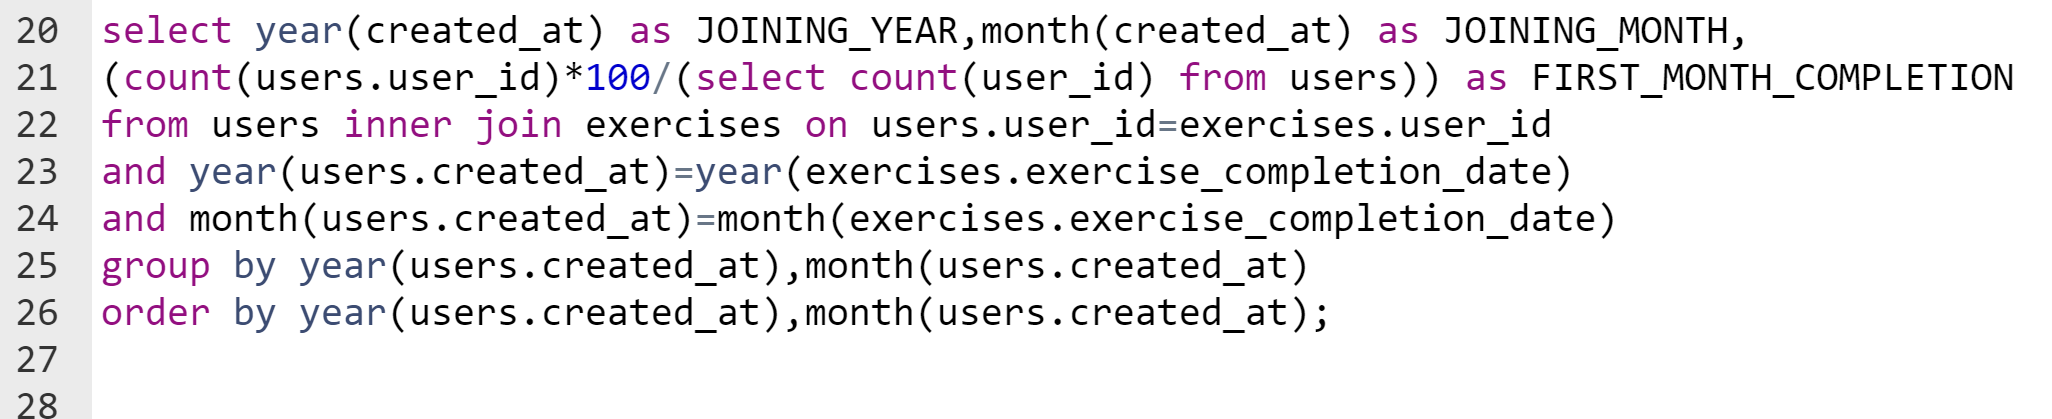 20 select year(created_at) as JOINING_YEAR,month(created_at) as JOINING_MONTH,
21 (count(users.user_id)*100/(select count(user_id) from users)) as FIRST_MONTH_COMPLETION
22 from users inner join exercises on users.user_id=exercises.user_id
23 and year(users.created_at)=year(exercises.exercise_completion_date)
24 and month(users.created_at)=month(exercises.exercise_completion_date)
25 group by year(users.created_at),month(users.created_at)
26 order by year(users.created_at),month(users.created_at);
27
28